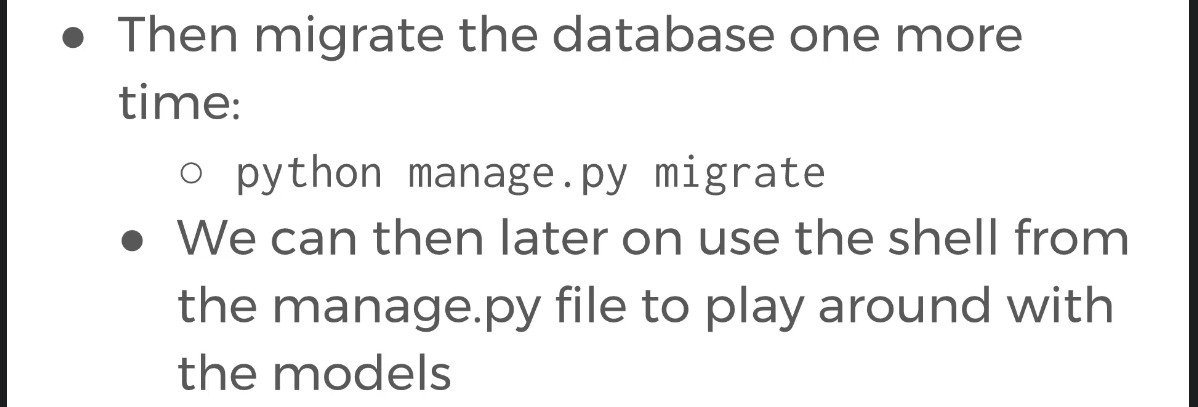 ● Then migrate the database one more
time:
○ python manage.py migrate
● We can then later on use the shell from
the manage.py file to play around with
the models